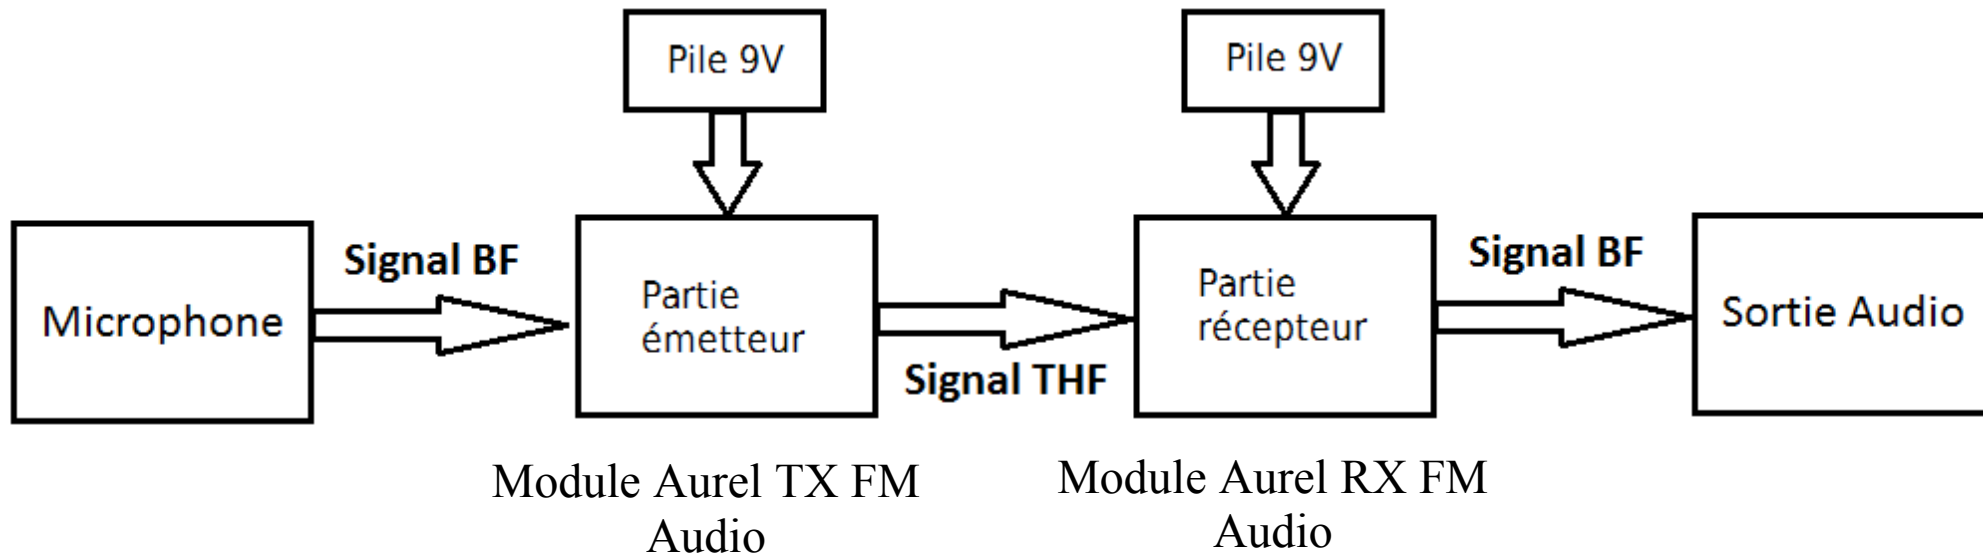 Pile 9V
Pile 9V
Microphone
Signal BF
Partie
émetteur
Signal THF
Partie
récepteur
Signal BF
Sortie Audio
Module Aurel TX FM
Audio
Module Aurel RX FM
Audio